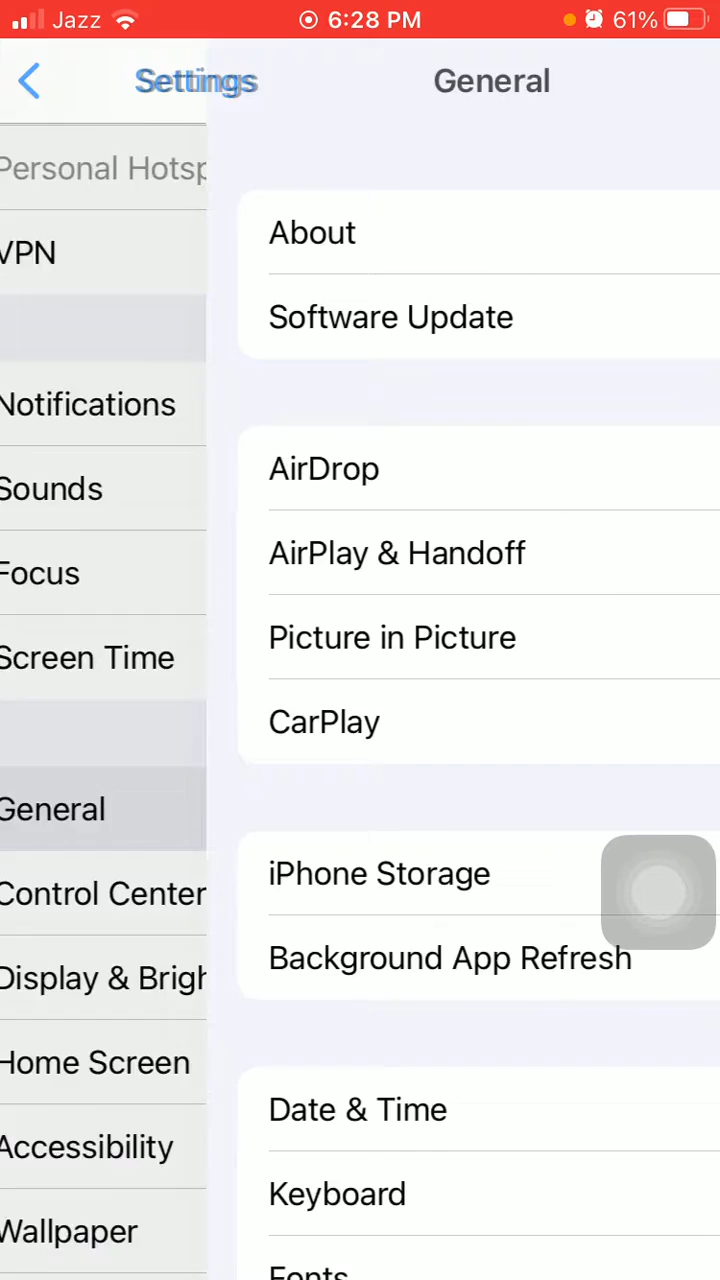 Jazz 6:28 PM 61%
Settings General
Personal Hotsp
VPN
Notifications
Sounds
Focus
Screen Time
General
Control Center
Display & Brigh
Home Screen
Accessibility
Wallpaper
About
Software Update
AirDrop
AirPlay & Handoff
Picture in Picture
CarPlay
iPhone Storage
Background App Refresh
Date & Time
Keyboard
Fonts